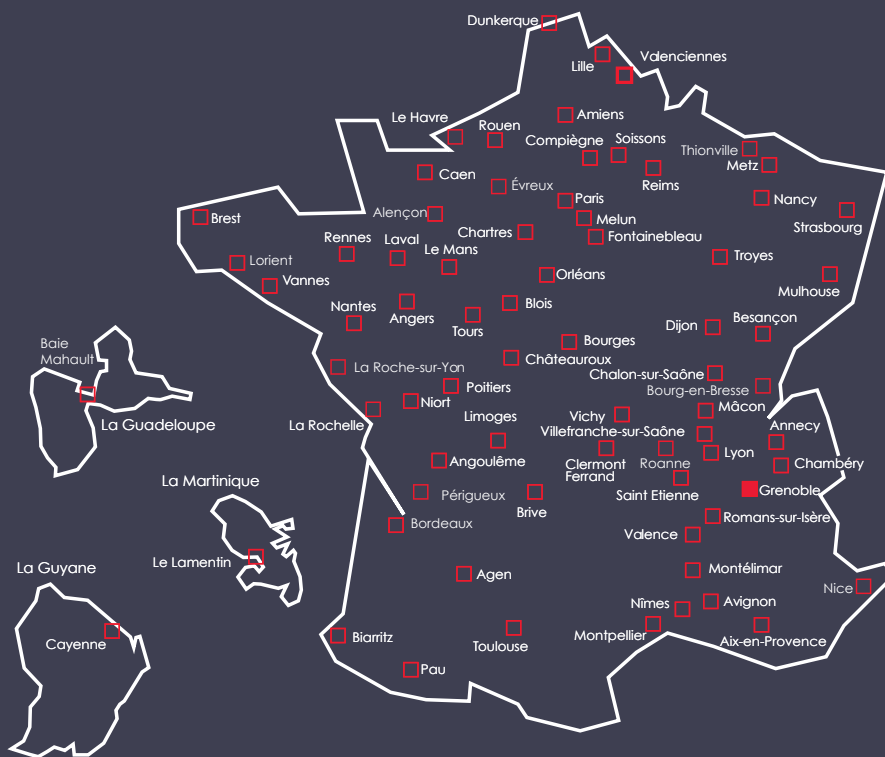 Dunkerque
Lille
Valenciennes
Amiens
Le Havre
Rouen
Compiègne
Soissons
Thionville
Metz
Reims
Caen
Évreux
Paris
Nancy
Strasbourg
Alençon
Melun
Brest
Chartres
Fontainebleau
Rennes
Laval
Le Mans
Troyes
Lorient
Vannes
Orléans
Mulhouse
Nantes
Angers
Tours
Blois
Dijon
Besançon
Bourges
Châteauroux
Baie
Mahault
La Roche-sur-Yon
Chalon-sur-Saône
Bourg-en-Bresse
Poitiers
Niort
Mâcon
La Rochelle
Limoges
Vichy
Villefranche-sur-Saône
Annecy
La Guadeloupe
Angoulême
Clermont
Ferrand
Roanne
Lyon
Chambéry
La Martinique
Périgueux
Brive
Saint Etienne
Grenoble
Bordeaux
Romans-sur-Isère
Valence
Le Lamentin
La Guyane
Agen
Montélimar
Nice
Nîmes
Avignon
Cayenne
Biarritz
Toulouse
Montpellier
Aix-en-Provence
Pau